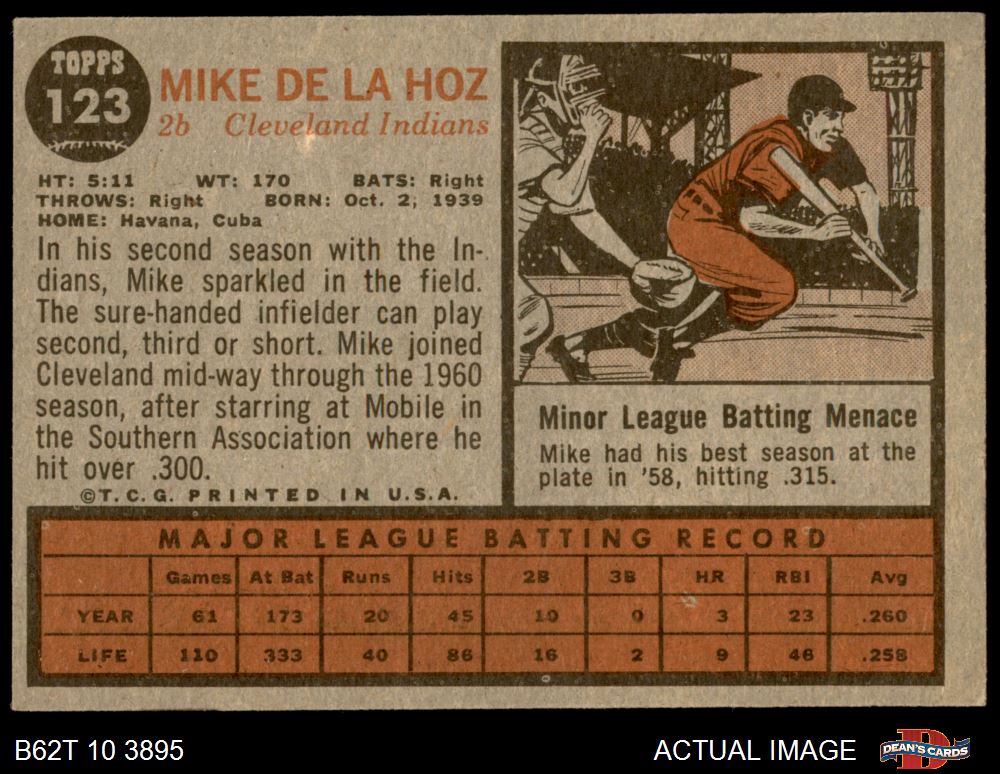 TOPPS
123
MIKE DE LA HOZ
2b Cleveland Indians
HT: 5:11 WT: 170 BATS: Right
THROWS: Right BORN: Oct. 2, 1939
HOME: Havana, Cuba
In his second season with the In-
dians, Mike sparkled in the field.
The sure-handed infielder can play
second, third or short. Mike joined
Cleveland mid-way through the 1960
season, after starring at Mobile in
the Southern Association where he
hit over .300.
©T.C.G. PRINTED IN U.S.A.
Minor League Batting Menace
Mike had his best season at the
plate in '58, hitting .315.
MAJOR LEAGUE BATTING RECORD
Games At Bat Runs Hits 2B 3B HR RBI Avg
YEAR 61 173 20 45 10 0 3 23 .260
LIFE 110 333 40 86 16 2 9 46 .258
B62T 10 3895
ACTUAL IMAGE
DEAN'S CARDS